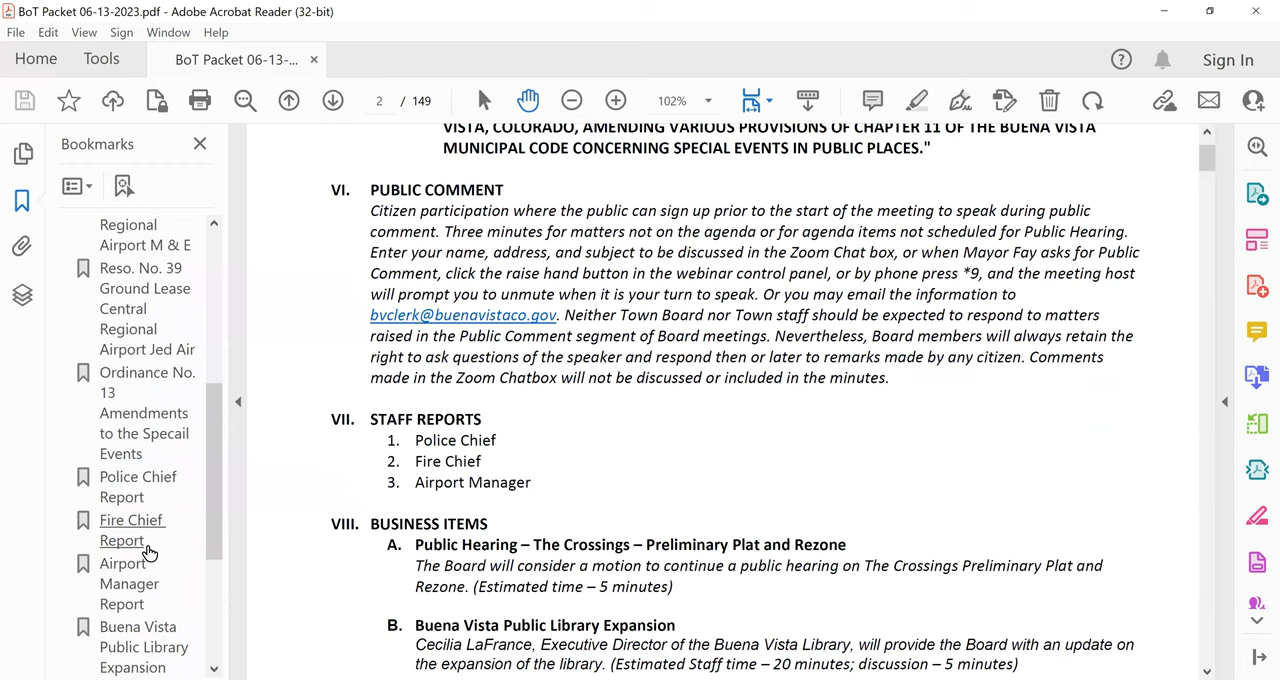 BoT Packet 06-13-2023.pdf - Adobe Acrobat Reader (32-bit)
File Edit View Sign Window Help
Home Tools BoT Packet 06-13-... × Sign In
2 / 149 102%
Bookmarks
Regional
Airport M & E
Reso. No. 39
Ground Lease
Central
Regional
Airport Jed Air
Ordinance No.
13
Amendments
to the Specail
Events
Police Chief
Report
Fire Chief
Report
Airport
Manager
Report
Buena Vista
Public Library
Expansion
VISTA, COLORADO, AMENDING VARIOUS PROVISIONS OF CHAPTER 11 OF THE BUENA VISTA
MUNICIPAL CODE CONCERNING SPECIAL EVENTS IN PUBLIC PLACES."
VI. PUBLIC COMMENT
Citizen participation where the public can sign up prior to the start of the meeting to speak during public
comment. Three minutes for matters not on the agenda or for agenda items not scheduled for Public Hearing.
Enter your name, address, and subject to be discussed in the Zoom Chat box, or when Mayor Fay asks for Public
Comment, click the raise hand button in the webinar control panel, or by phone press *9, and the meeting host
will prompt you to unmute when it is your turn to speak. Or you may email the information to
bvclerk@buenavistaco.gov. Neither Town Board nor Town staff should be expected to respond to matters
raised in the Public Comment segment of Board meetings. Nevertheless, Board members will always retain the
right to ask questions of the speaker and respond then or later to remarks made by any citizen. Comments
made in the Zoom Chatbox will not be discussed or included in the minutes.
VII. STAFF REPORTS
1. Police Chief
2. Fire Chief
3. Airport Manager
VIII. BUSINESS ITEMS
A. Public Hearing – The Crossings – Preliminary Plat and Rezone
The Board will consider a motion to continue a public hearing on The Crossings Preliminary Plat and
Rezone. (Estimated time – 5 minutes)
B. Buena Vista Public Library Expansion
Cecilia LaFrance, Executive Director of the Buena Vista Library, will provide the Board with an update on
the expansion of the library. (Estimated Staff time – 20 minutes; discussion – 5 minutes)